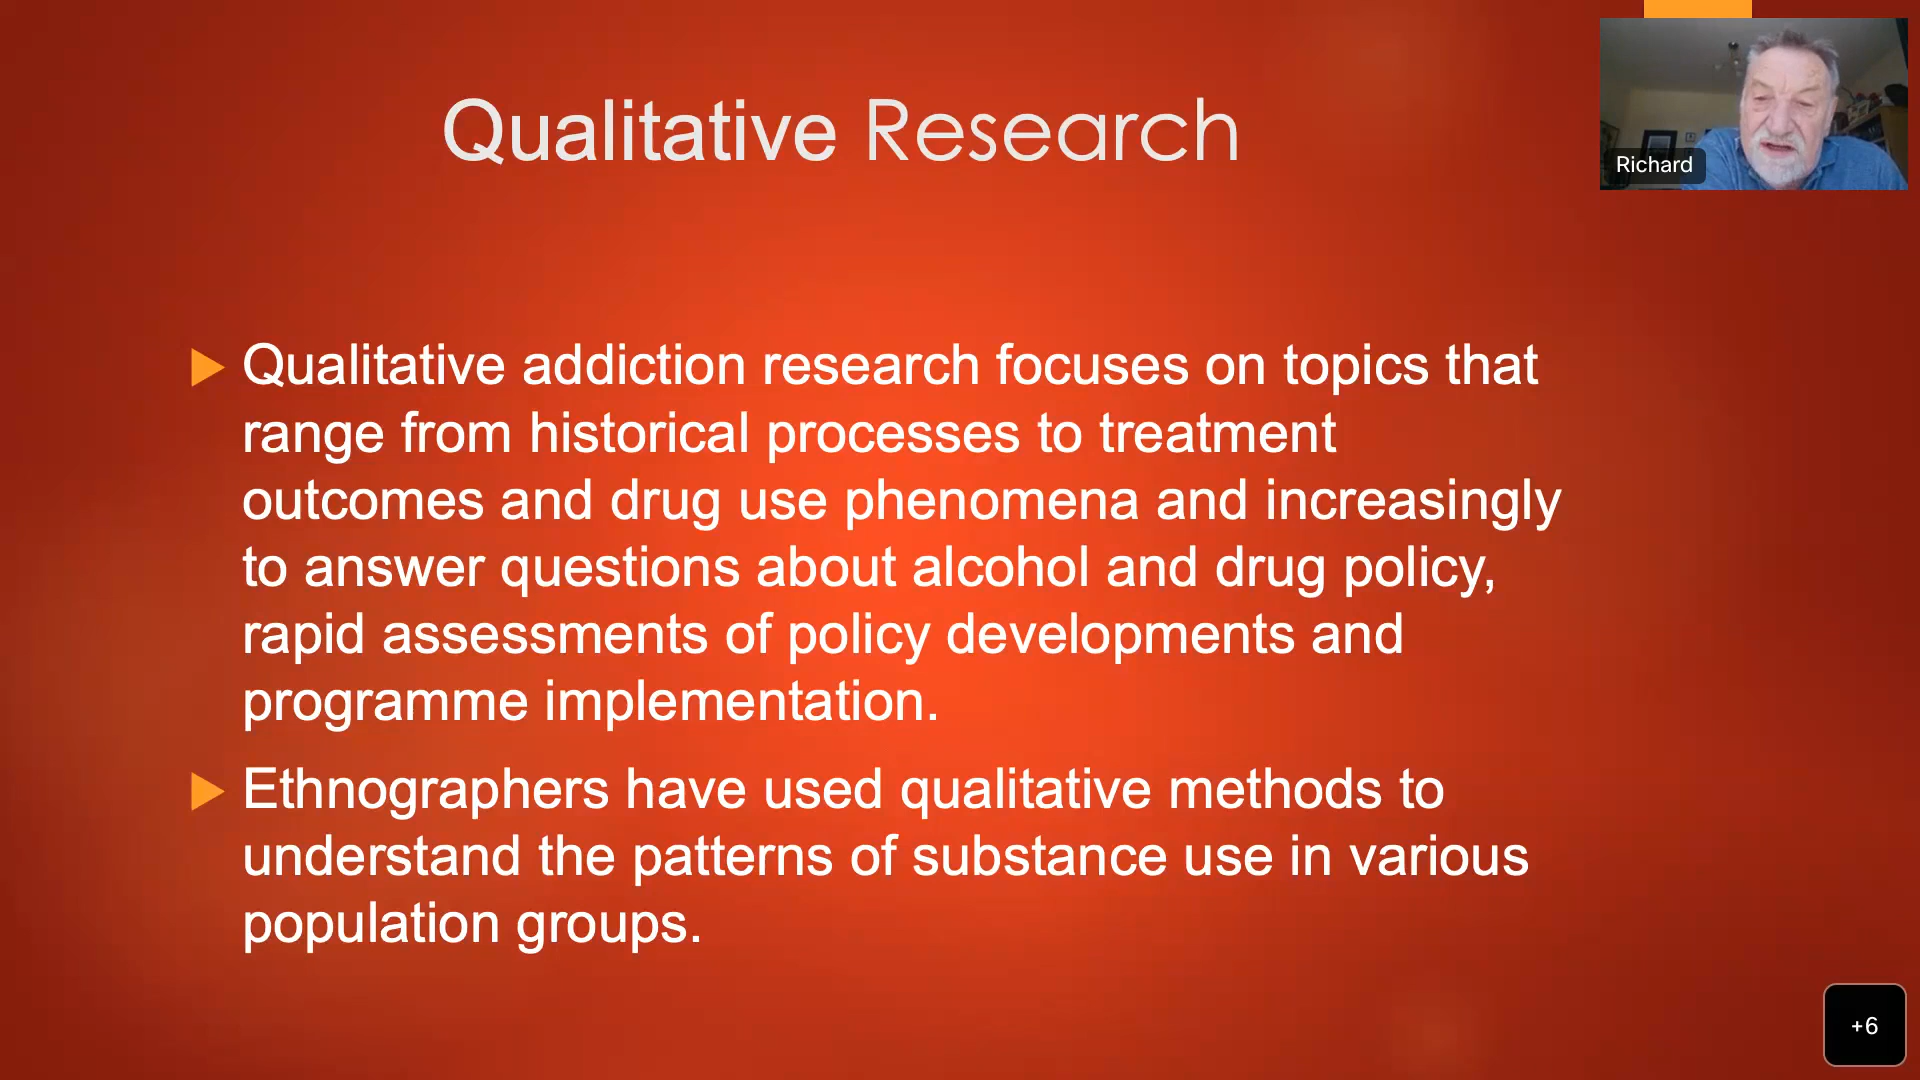 Qualitative Research
Richard
Qualitative addiction research focuses on topics that
range from historical processes to treatment
outcomes and drug use phenomena and increasingly
to answer questions about alcohol and drug policy,
rapid assessments of policy developments and
programme implementation.
Ethnographers have used qualitative methods to
understand the patterns of substance use in various
population groups.
+6